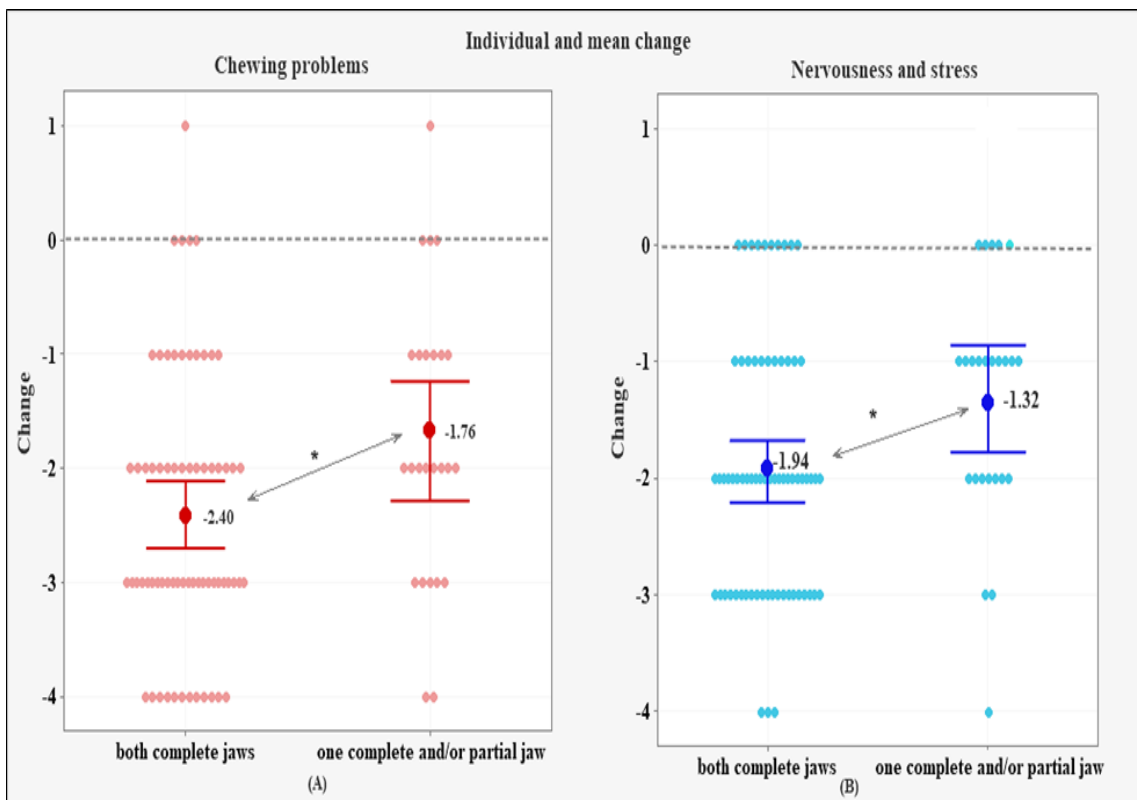 Individual and mean change
Chewing problems
Change
1
0
-1
-2
-3
-4
-2.40
*
-1.76
both complete jaws
one complete and/or partial jaw
(A)
Nervousness and stress
Change
1
0
-1
-2
-3
-4
-1.94
*
-1.32
both complete jaws
one complete and/or partial jaw
(B)